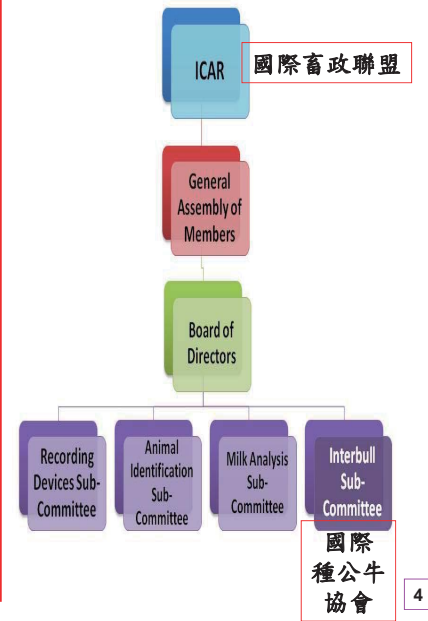 ICAR
國際畜政聯盟
General
Assembly of
Members
Board of
Directors
Recording
Devices Sub-
Committee
Animal
Identification
Sub-
Committee
Milk Analysis
Sub-
Committee
Interbull
Sub-
Committee
國際
種公牛
協會
4